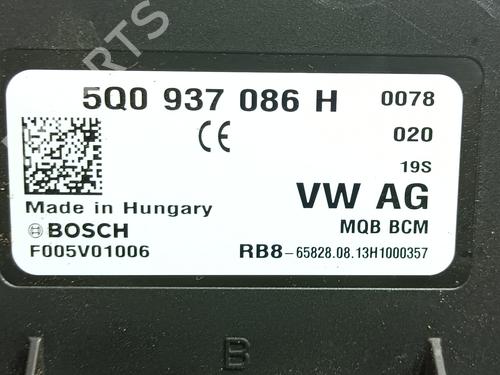 5Q0 937 086 H 0078
020
19S
VW AG
Made in Hungary
MQB BCM
BOSCH
F005V01006
RB8-65828.08.13H1000357
B